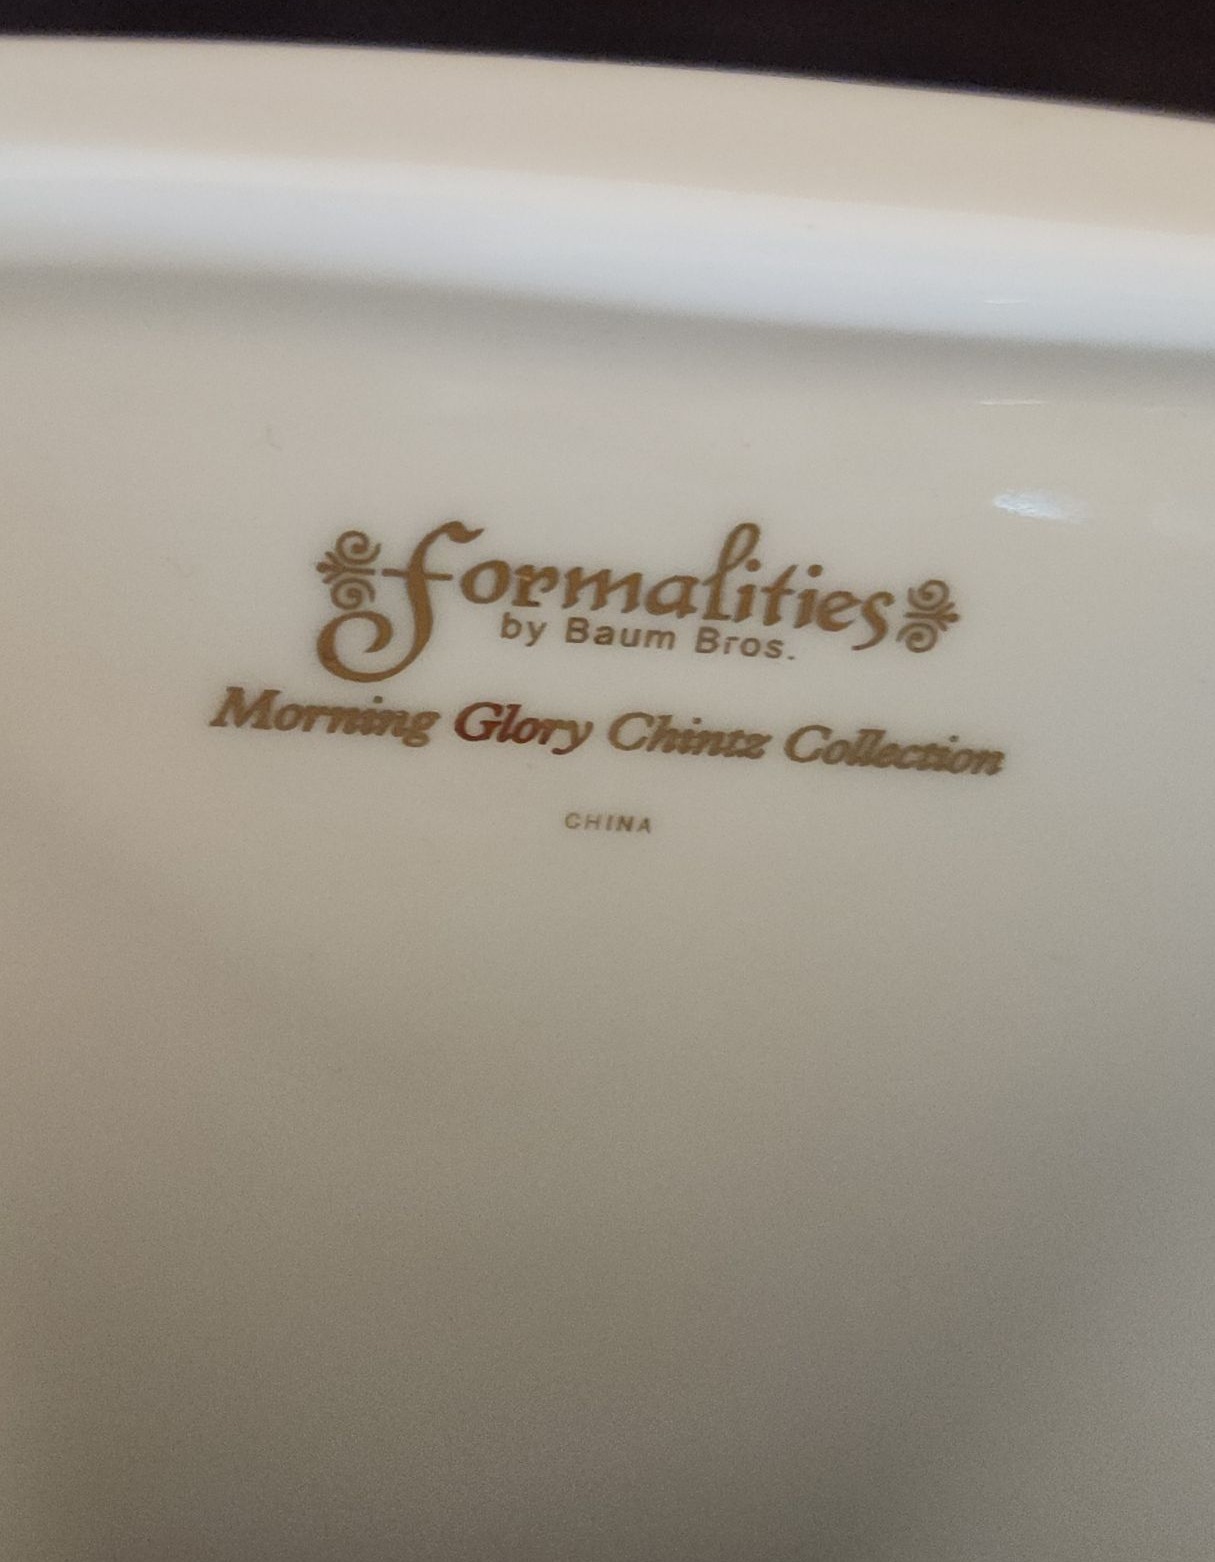 formalities
by Baum Bros.
Morning Glory Chintz Collection
CHINA